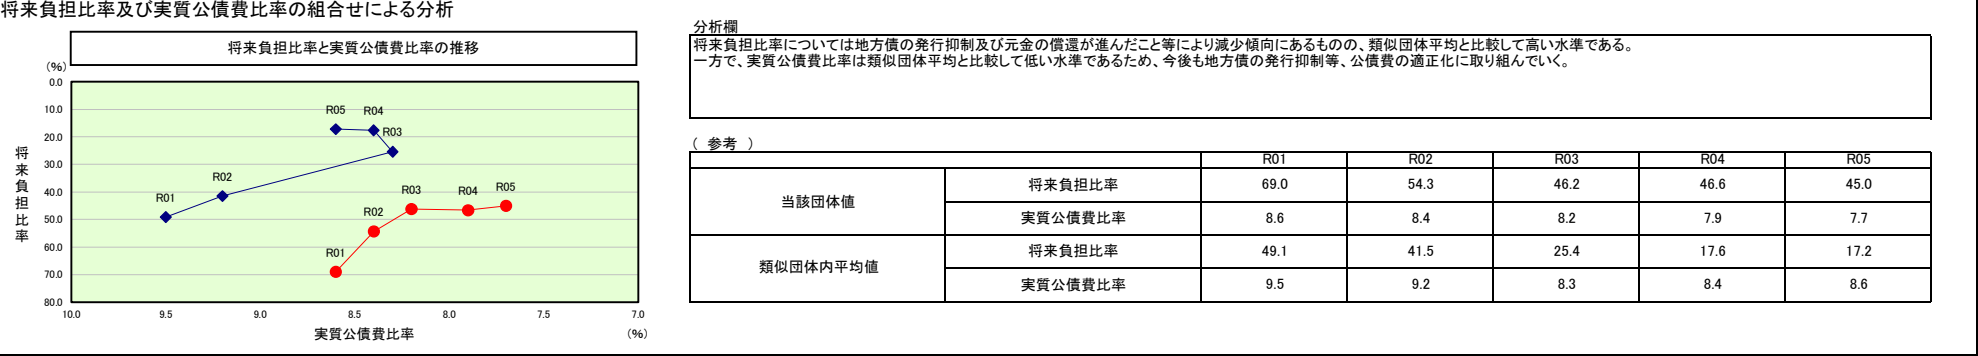 将来負担比率及び実質公債費比率の組合せによる分析
将来負担比率と実質公債費比率の推移
(%)
0.0
10.0
20.0
30.0
40.0
50.0
60.0
70.0
80.0
将来負担比率
R05 R04
R03
R02
R01
R03 R04 R05
R02
R01
10.0 9.5 9.0 8.5 8.0 7.5 7.0
実質公債費比率 (%)
分析欄
将来負担比率については地方債の発行抑制及び元金の償還が進んだこと等により減少傾向にあるものの、類似団体平均と比較して高い水準である。
一方で、実質公債費比率は類似団体平均と比較して低い水準であるため、今後も地方債の発行抑制等、公債費の適正化に取り組んでいく。
( 参考 )
R01 R02 R03 R04 R05
当該団体値
将来負担比率 69.0 54.3 46.2 46.6 45.0
実質公債費比率 8.6 8.4 8.2 7.9 7.7
類似団体内平均値
将来負担比率 49.1 41.5 25.4 17.6 17.2
実質公債費比率 9.5 9.2 8.3 8.4 8.6